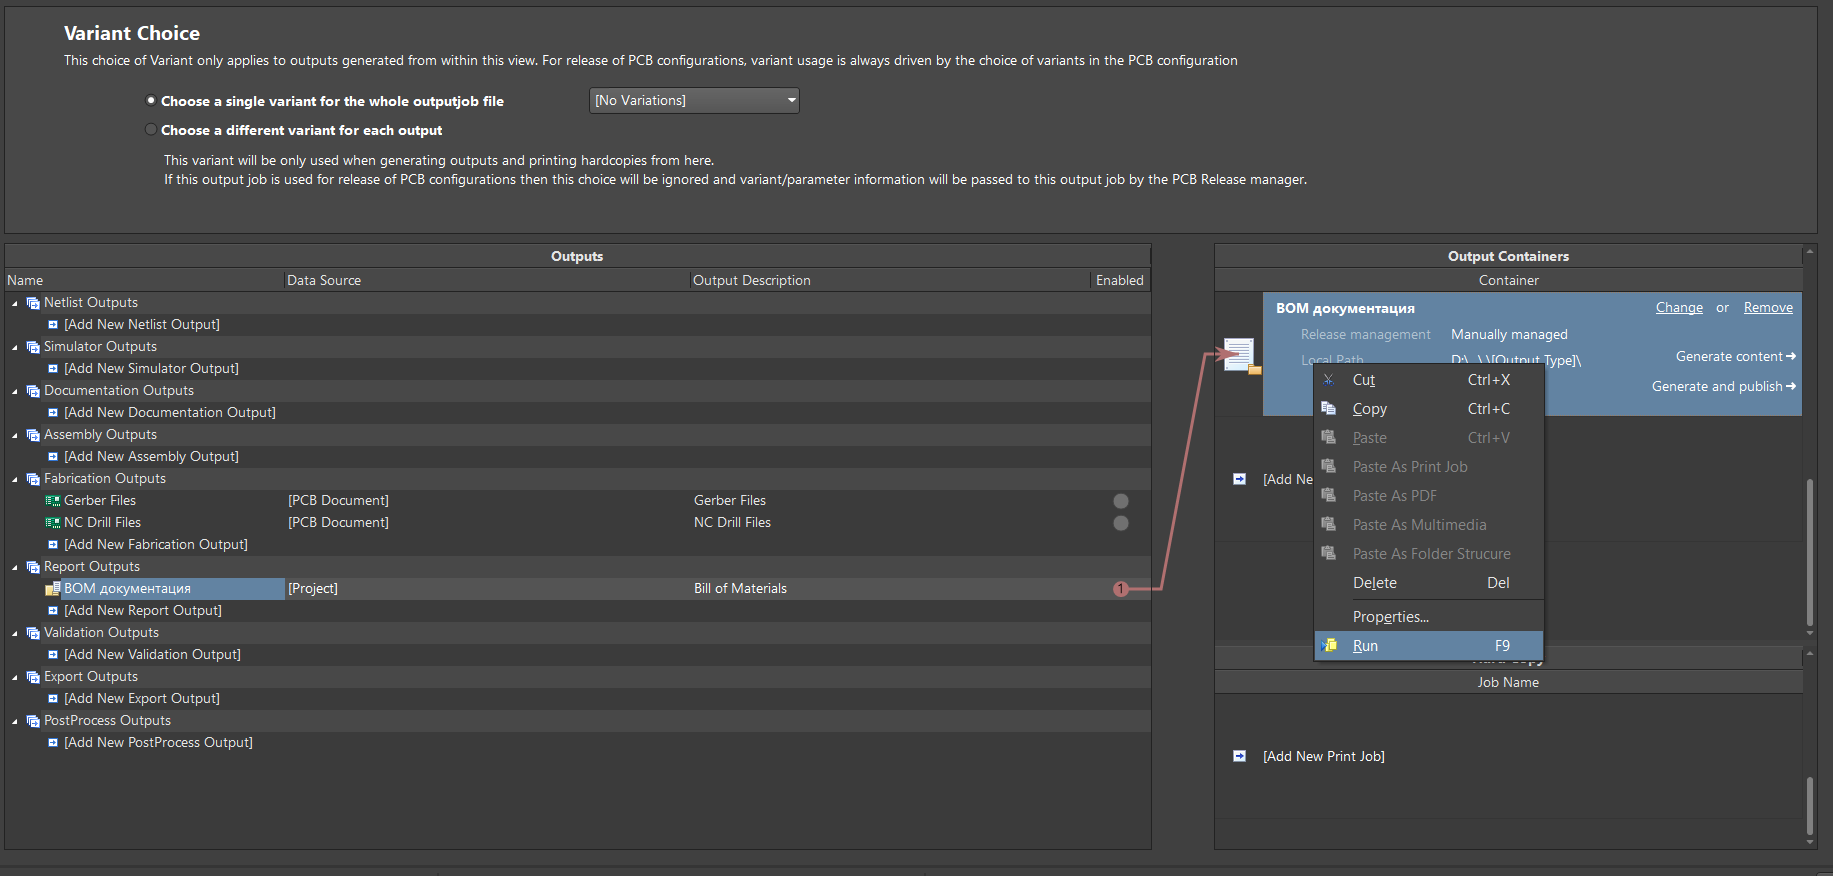 Variant Choice
This choice of Variant only applies to outputs generated from within this view. For release of PCB configurations, variant usage is always driven by the choice of variants in the PCB configuration
Choose a single variant for the whole outputjob file
[No Variations]
Choose a different variant for each output
This variant will be only used when generating outputs and printing hardcopies from here.
If this output job is used for release of PCB configurations then this choice will be ignored and variant/parameter information will be passed to this output job by the PCB Release manager.
Outputs
Name Data Source Output Description Enabled
Netlist Outputs
[Add New Netlist Output]
Simulator Outputs
[Add New Simulator Output]
Documentation Outputs
[Add New Documentation Output]
Assembly Outputs
[Add New Assembly Output]
Fabrication Outputs
Gerber Files [PCB Document] Gerber Files
NC Drill Files [PCB Document] NC Drill Files
[Add New Fabrication Output]
Report Outputs
BOM документация [Project] Bill of Materials 1
[Add New Report Output]
Validation Outputs
[Add New Validation Output]
Export Outputs
[Add New Export Output]
PostProcess Outputs
[Add New PostProcess Output]
Output Containers
Container
BOM документация Change or Remove
Release management Manually managed
Local Path D:\...\.\[Output Type]\
Generate content
Generate and publish
[Add Ne
Cut Ctrl+X
Copy Ctrl+C
Paste Ctrl+V
Paste As Print Job
Paste As PDF
Paste As Multimedia
Paste As Folder Strucure
Delete Del
Properties...
Run F9
Job Name
[Add New Print Job]